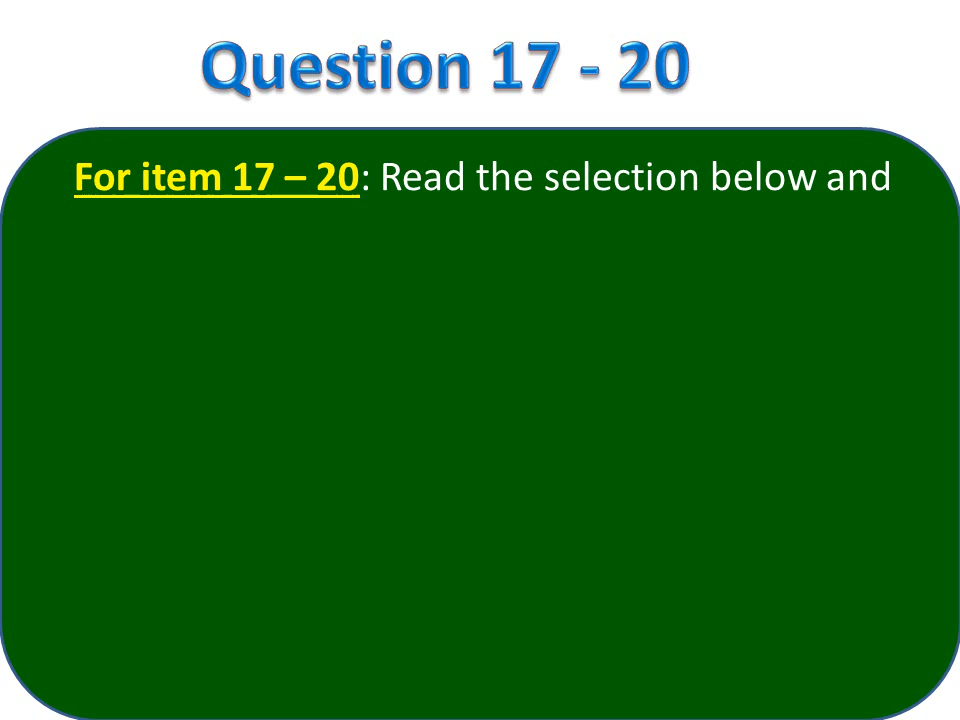 Question 17 - 20
For item 17 – 20: Read the selection below and